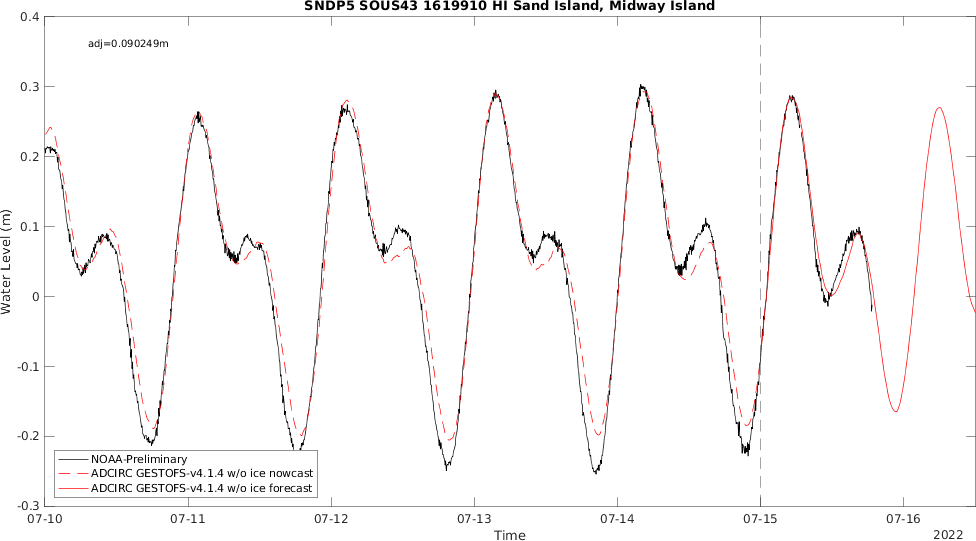 SNDP5 SOUS43 1619910 HI Sand Island, Midway Island
adj=0.090249m
0.4
0.3
0.2
0.1
0
-0.1
-0.2
-0.3
Water Level (m)
NOAA-Preliminary
ADCIRC GESTOFS-v4.1.4 w/o ice nowcast
ADCIRC GESTOFS-v4.1.4 w/o ice forecast
07-10 07-11 07-12 07-13 07-14 07-15 07-16
Time
2022